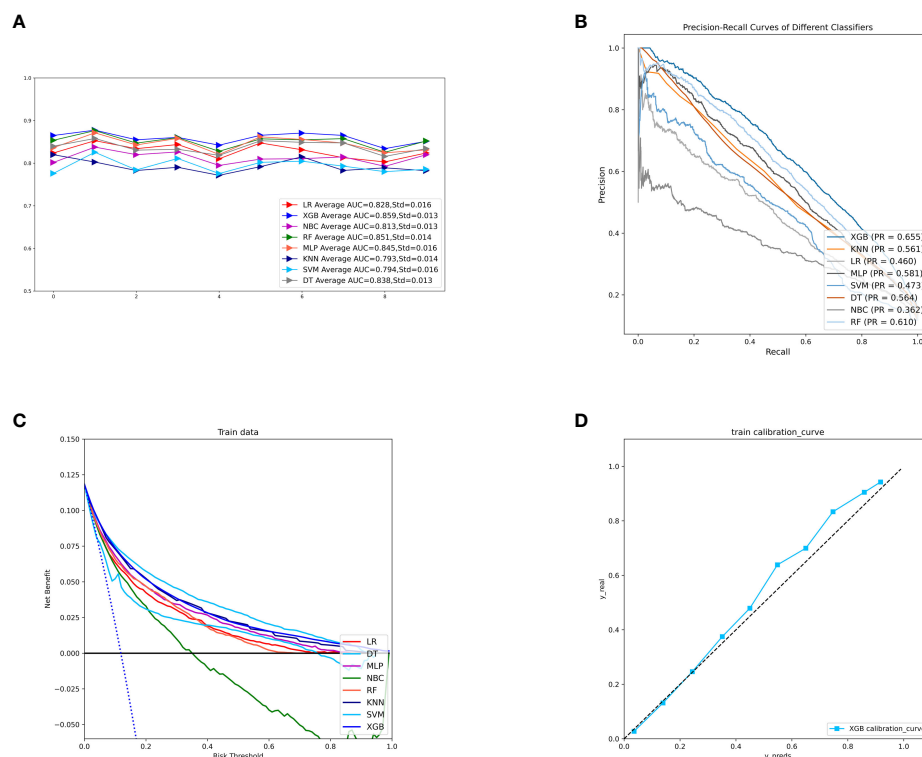 A
1.0
0.9
0.8
0.7
0.6
0.5
0 2 4 6 8
LR Average AUC=0.828,Std=0.016
XGB Average AUC=0.859,Std=0.013
NBC Average AUC=0.813,Std=0.013
RF Average AUC=0.851,Std=0.014
MLP Average AUC=0.845,Std=0.016
KNN Average AUC=0.793,Std=0.014
SVM Average AUC=0.794,Std=0.016
DT Average AUC=0.838,Std=0.013
B
Precision-Recall Curves of Different Classifiers
Precision
1.0
0.8
0.6
0.4
0.2
0.0 0.2 0.4 0.6 0.8 1.0
Recall
XGB (PR = 0.655)
KNN (PR = 0.561)
LR (PR = 0.460)
MLP (PR = 0.581)
SVM (PR = 0.473)
DT (PR = 0.564)
NBC (PR = 0.362)
RF (PR = 0.610)
C
Train data
Net Benefit
0.150
0.125
0.100
0.075
0.050
0.025
0.000
−0.025
−0.050
0.0 0.2 0.4 0.6 0.8 1.0
Risk Threshold
LR
DT
MLP
NBC
RF
KNN
SVM
XGB
D
train calibration_curve
y_real
1.0
0.8
0.6
0.4
0.2
0.0
0.0 0.2 0.4 0.6 0.8 1.0
y_preds
XGB calibration_curve